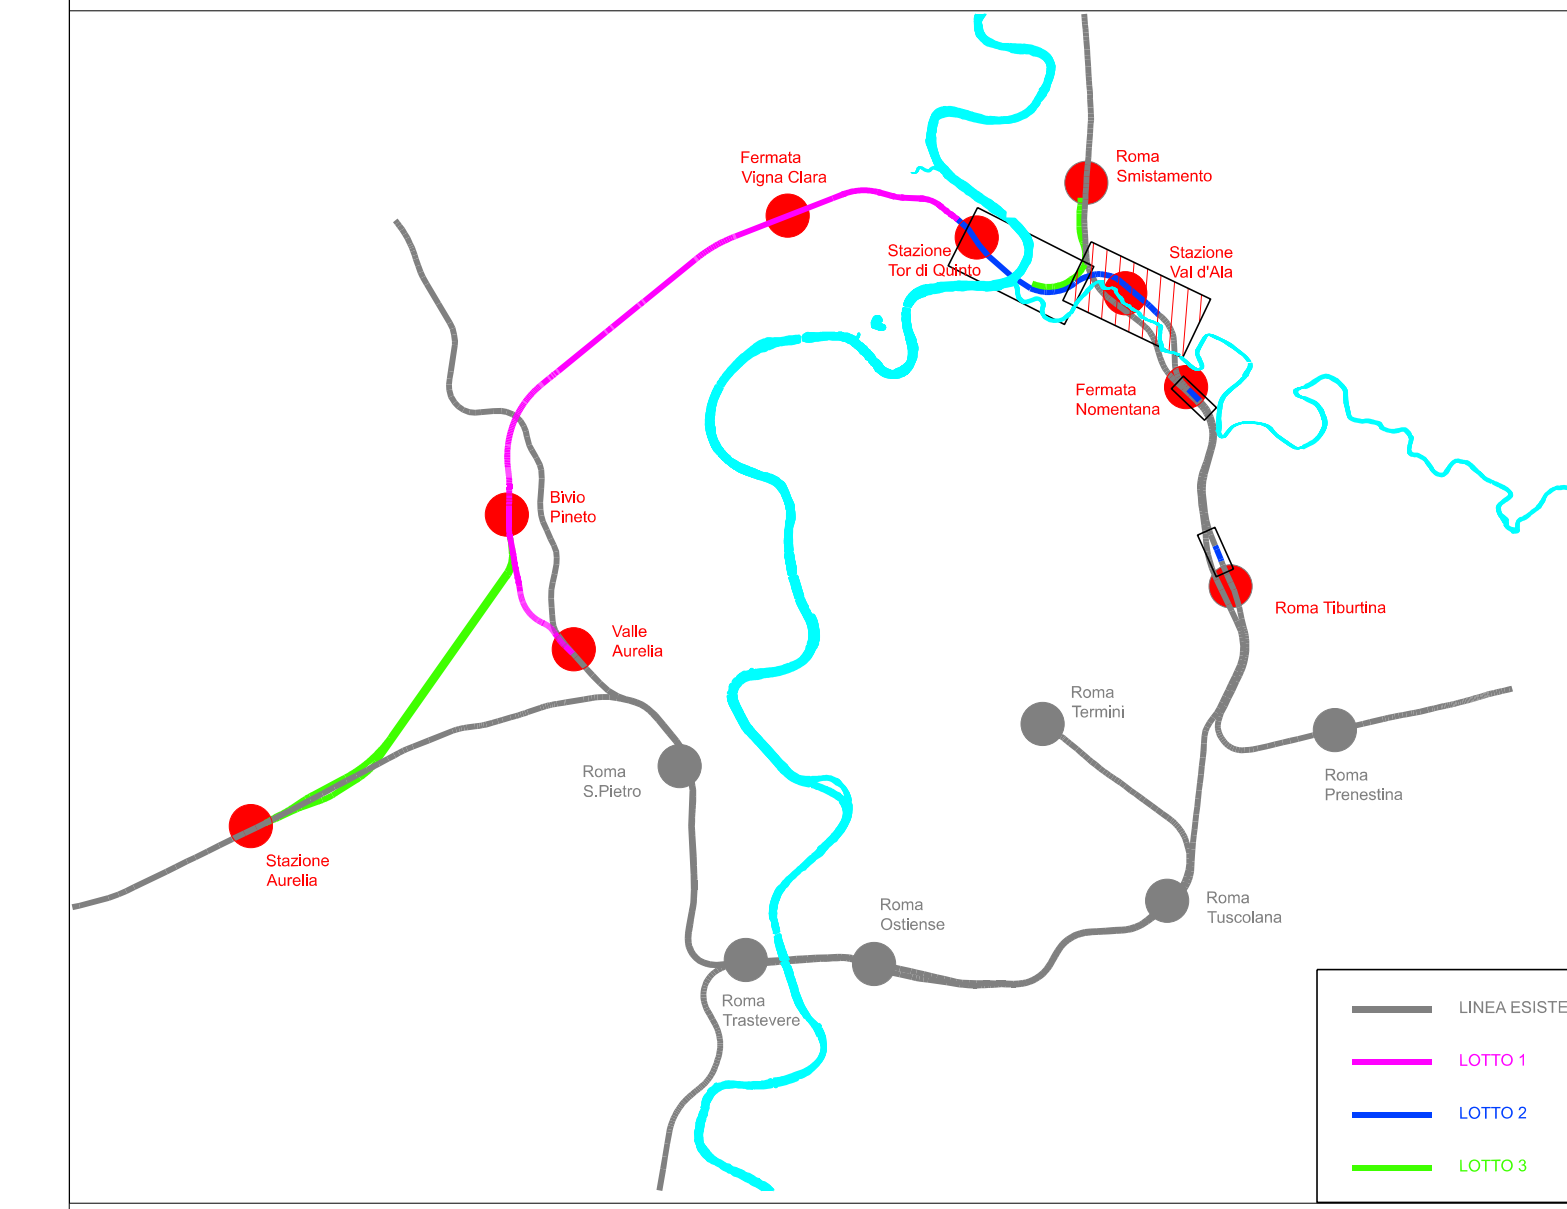 Fermata
Vigna Clara
Roma
Smistamento
Stazione
Tor di Quinto
Stazione
Val d'Ala
Fermata
Nomentana
Bivio
Pineto
Roma Tiburtina
Valle
Aurelia
Roma
Termini
Roma
S.Pietro
Roma
Prenestina
Stazione
Aurelia
Roma
Ostiense
Roma
Tuscolana
Roma
Trastevere
LINEA ESISTE
LOTTO 1
LOTTO 2
LOTTO 3